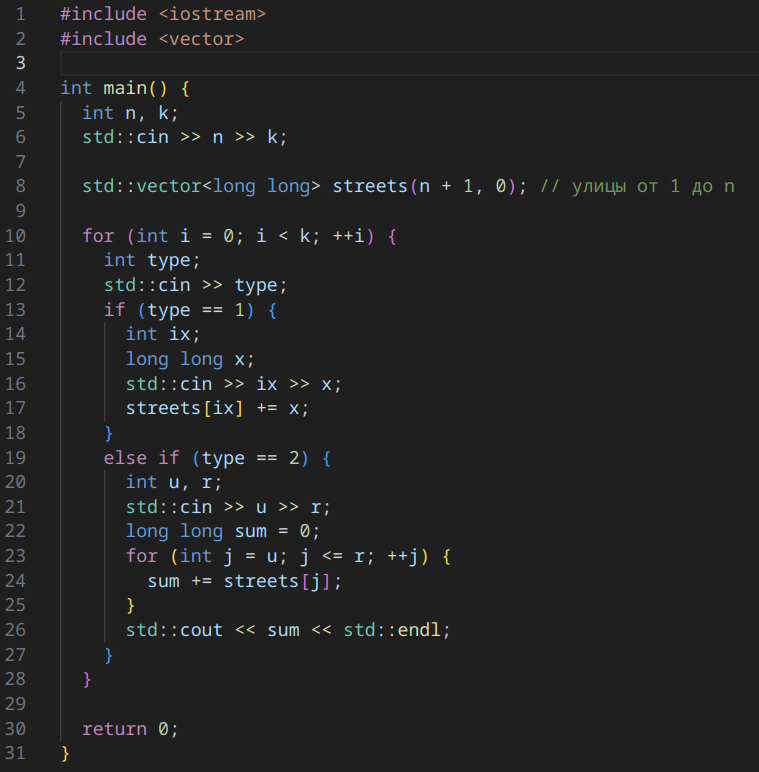 1 #include <iostream>
2 #include <vector>
3
4 int main() {
5   int n, k;
6   std::cin >> n >> k;
7
8   std::vector<long long> streets(n + 1, 0); // улицы от 1 до n
9
10   for (int i = 0; i < k; ++i) {
11     int type;
12     std::cin >> type;
13     if (type == 1) {
14       int ix;
15       long long x;
16       std::cin >> ix >> x;
17       streets[ix] += x;
18     }
19     else if (type == 2) {
20       int u, r;
21       std::cin >> u >> r;
22       long long sum = 0;
23       for (int j = u; j <= r; ++j) {
24         sum += streets[j];
25       }
26       std::cout << sum << std::endl;
27     }
28   }
29
30   return 0;
31 }